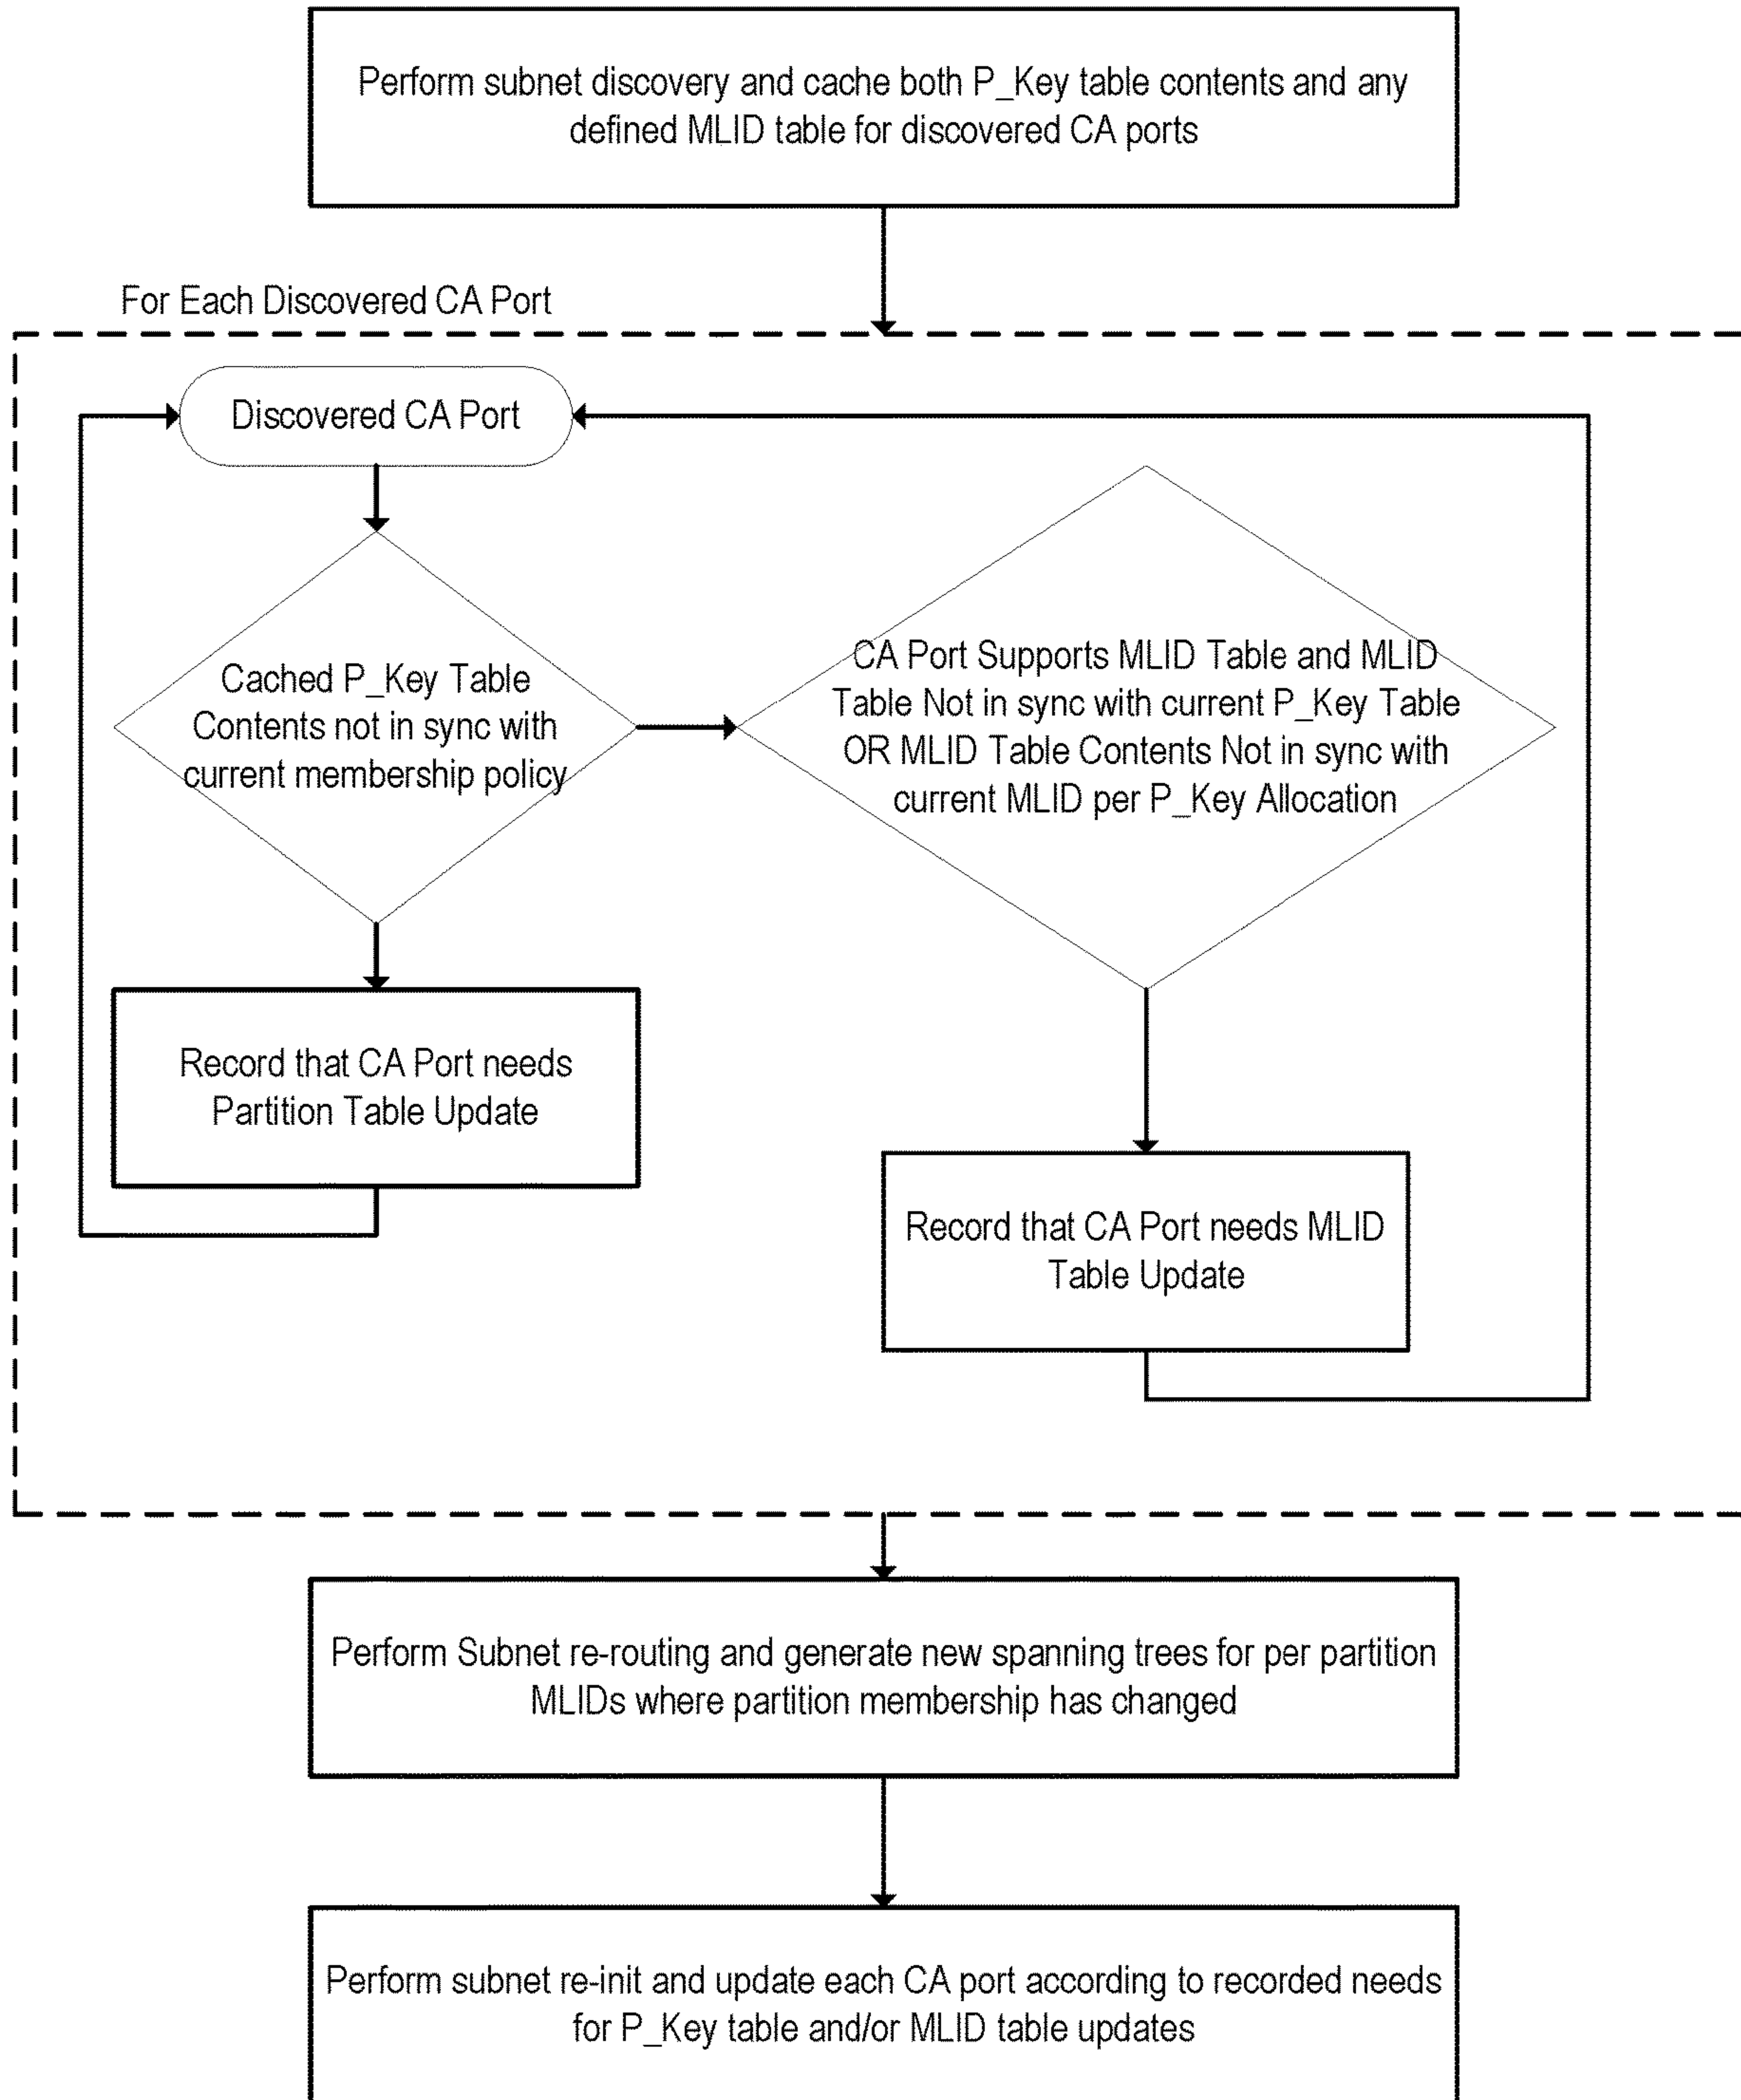 Perform subnet discovery and cache both P_Key table contents and any
defined MLID table for discovered CA ports
For Each Discovered CA Port
Discovered CA Port
Cached P_Key Table
Contents not in sync with
current membership policy
CA Port Supports MLID Table and MLID
Table Not in sync with current P_Key Table
OR MLID Table Contents Not in sync with
current MLID per P_Key Allocation
Record that CA Port needs
Partition Table Update
Record that CA Port needs MLID
Table Update
Perform Subnet re-routing and generate new spanning trees for per partition
MLIDs where partition membership has changed
Perform subnet re-init and update each CA port according to recorded needs
for P_Key table and/or MLID table updates